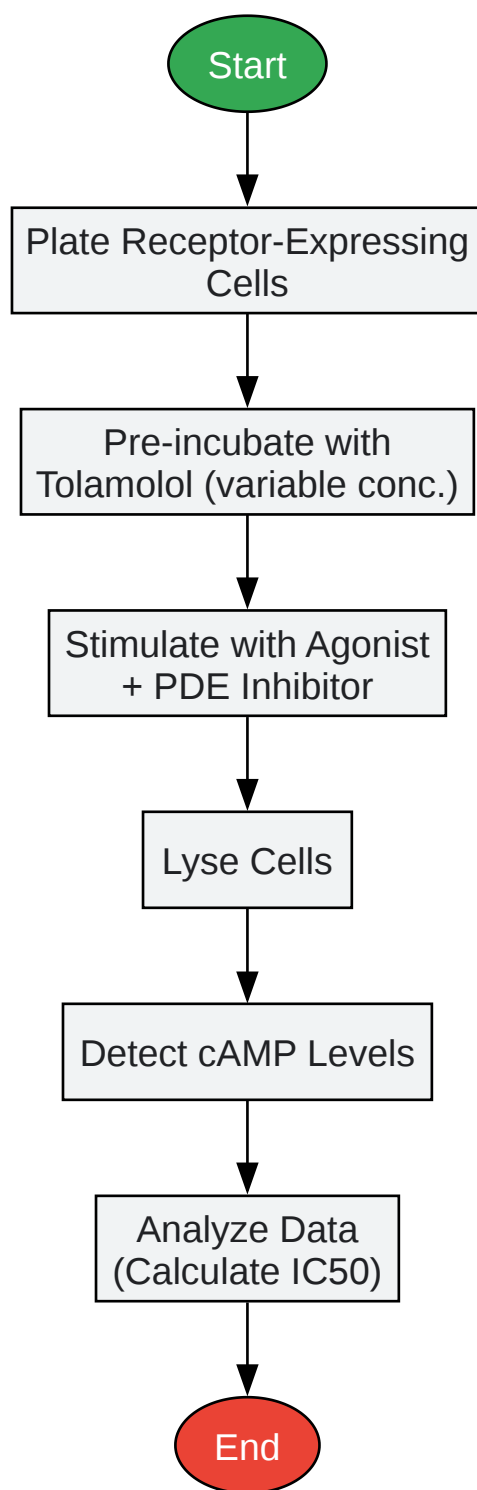 Start
Plate Receptor-Expressing
Cells
Pre-incubate with
Tolamolol (variable conc.)
Stimulate with Agonist
+ PDE Inhibitor
Lyse Cells
Detect cAMP Levels
Analyze Data
(Calculate IC50)
End